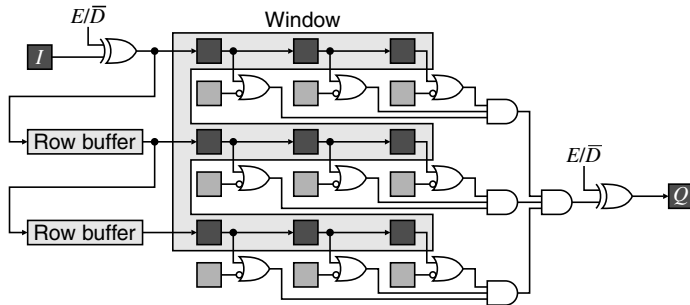 Window
E/D̅
I
Row buffer
E/D̅
Q
Row buffer